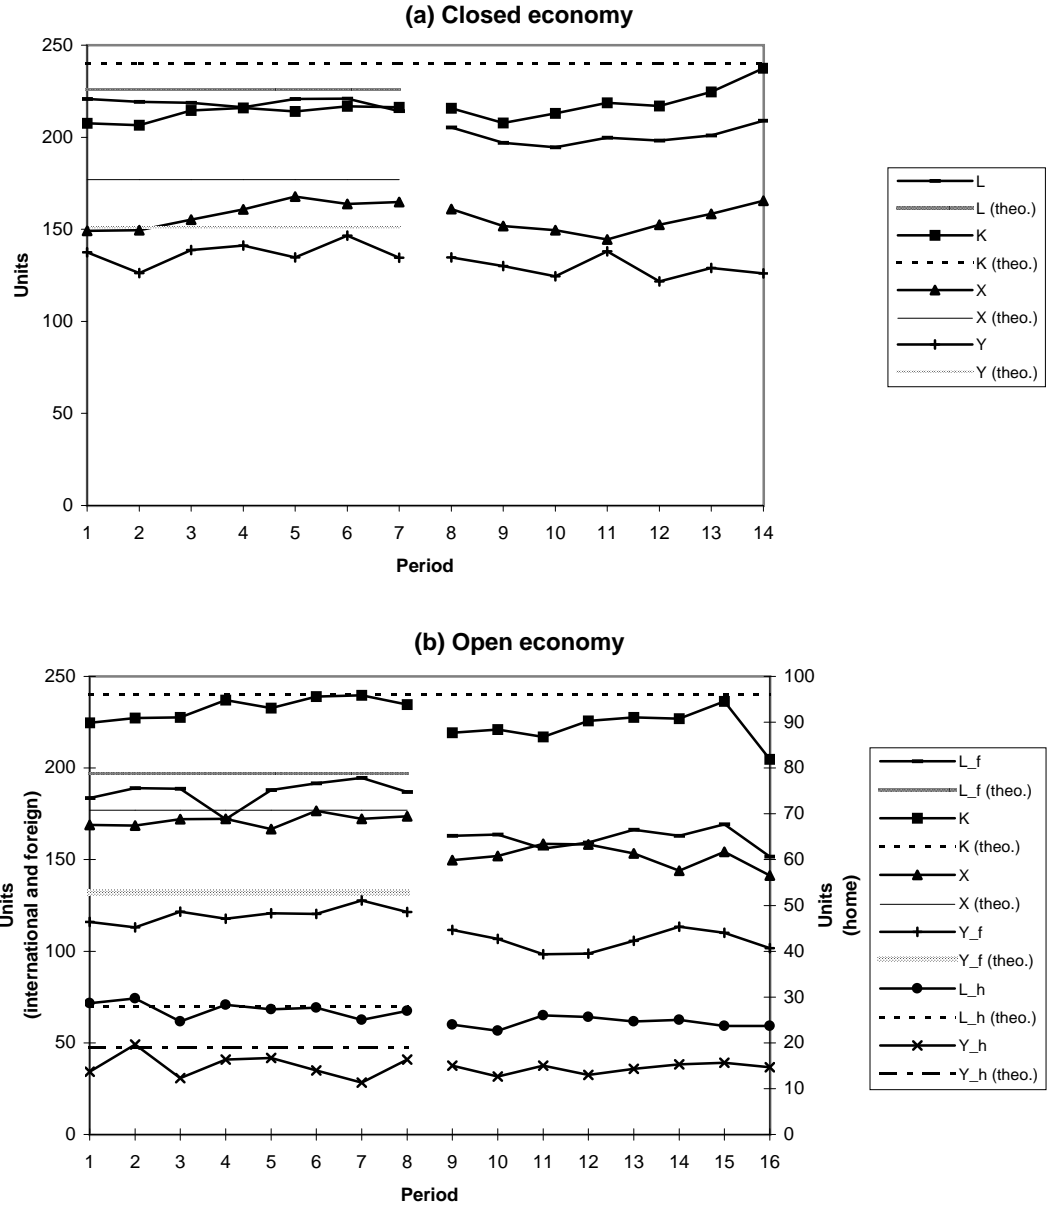 (a) Closed economy
250
200
150
100
50
0
Units
1 2 3 4 5 6 7 8 9 10 11 12 13 14
Period
L
L (theo.)
K
K (theo.)
X
X (theo.)
Y
Y (theo.)
(b) Open economy
250
200
150
100
50
0
Units
(international and foreign)
100
90
80
70
60
50
40
30
20
10
0
Units
(home)
1 2 3 4 5 6 7 8 9 10 11 12 13 14 15 16
Period
L_f
L_f (theo.)
K
K (theo.)
X
X (theo.)
Y_f
Y_f (theo.)
L_h
L_h (theo.)
Y_h
Y_h (theo.)